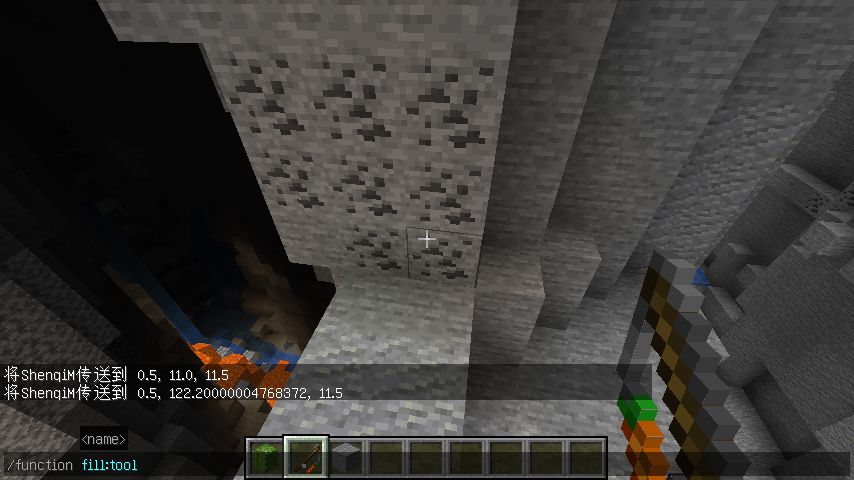 将ShenqiM传送到 0.5, 11.0, 11.5
将ShenqiM传送到 0.5, 122.20000004768372, 11.5
<name>
/function fill:tool